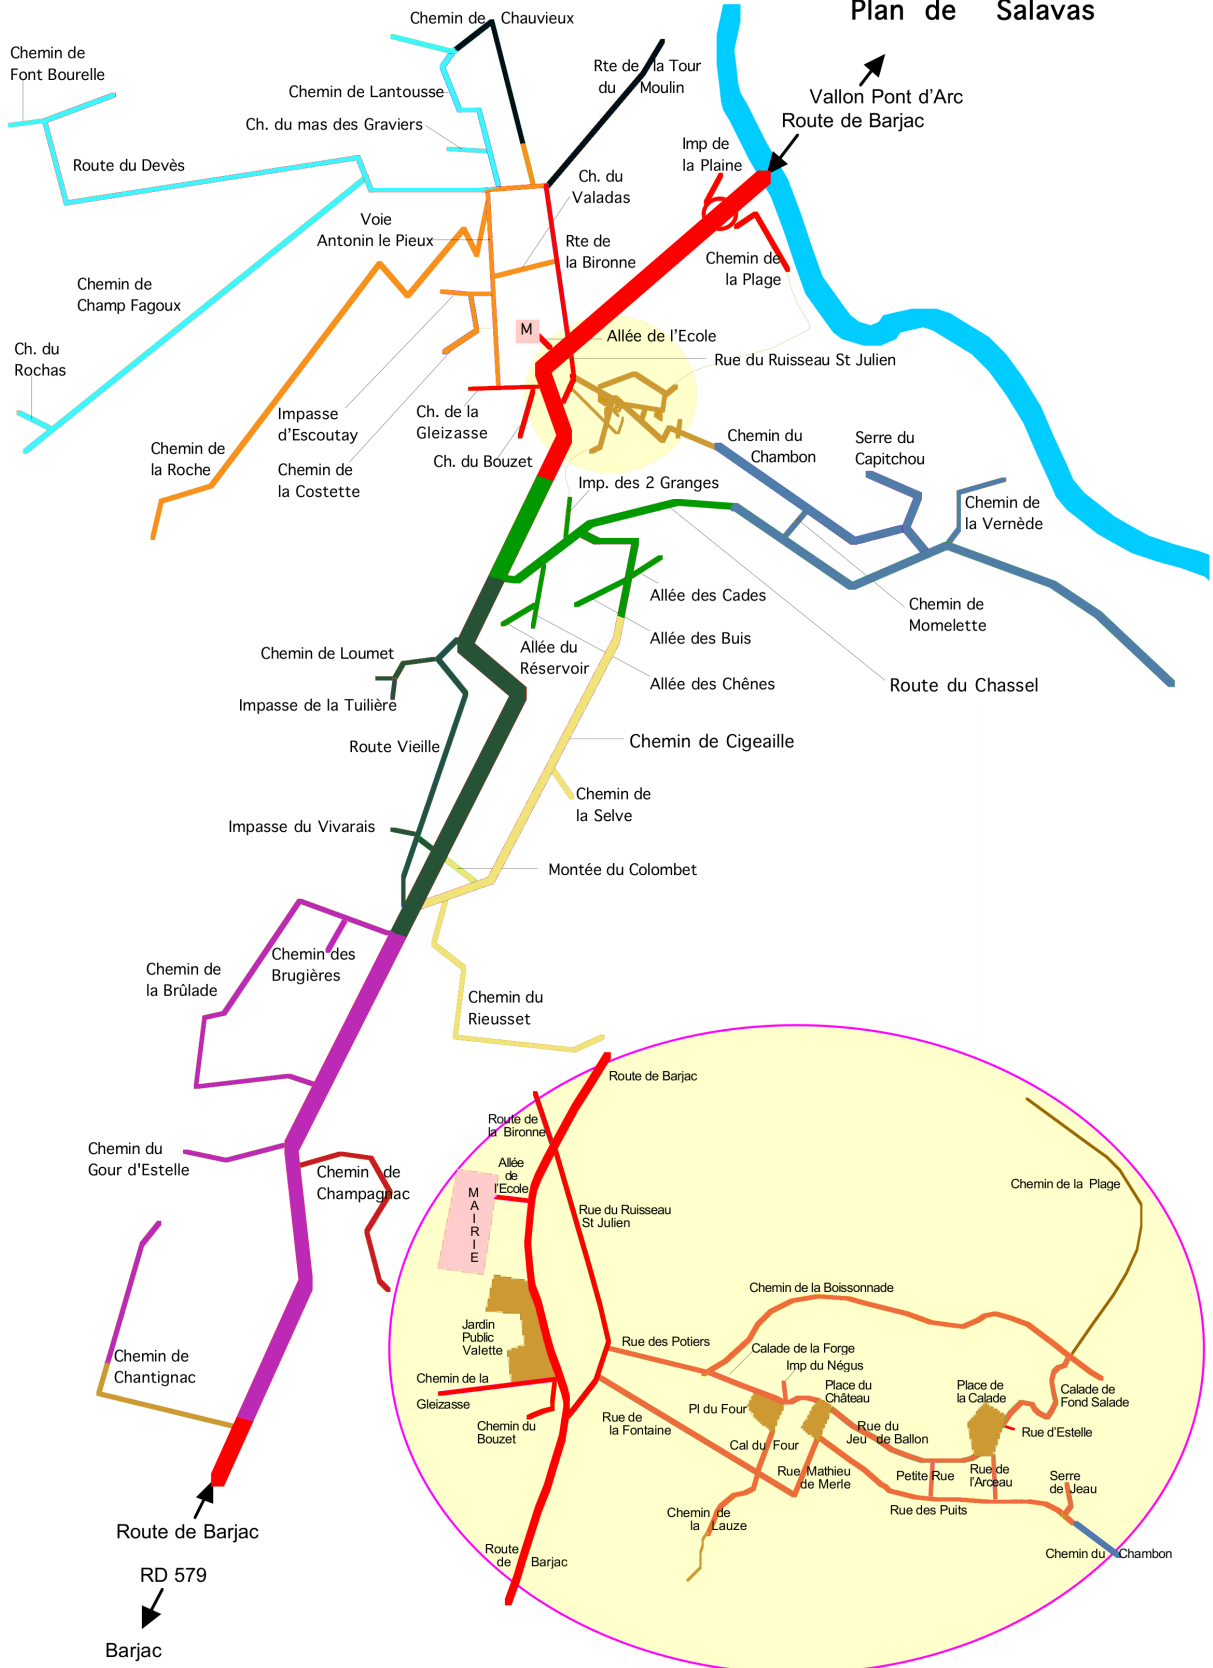 Plan de Salavas
Chemin de Chauvieux
Chemin de
Font Bourelle
Rte de la Tour
du Moulin
Vallon Pont d'Arc
Route de Barjac
Chemin de Lantousse
Ch. du mas des Graviers
Imp de
la Plaine
Route du Devès
Ch. du
Valadas
Voie
Antonin le Pieux
Rte de
la Bironne
Chemin de
la Plage
Chemin de
Champ Fagoux
M
Allée de l'Ecole
Ch. du
Rochas
Rue du Ruisseau St Julien
Impasse
d'Escoutay
Ch. de la
Gleizasse
Chemin de
la Roche
Chemin de
la Costette
Ch. du Bouzet
Chemin du
Chambon
Serre du
Capitchou
Imp. des 2 Granges
Chemin de
la Vernède
Allée des Cades
Chemin de
Momelette
Allée des Buis
Chemin de Loumet
Allée du
Réservoir
Allée des Chênes
Route du Chassel
Impasse de la Tuilière
Route Vieille
Chemin de Cigeaille
Chemin de
la Selve
Impasse du Vivarais
Montée du Colombet
Chemin des
Brugières
Chemin de
la Brûlade
Chemin du
Rieusset
Chemin du
Gour d'Estelle
Chemin de
Champagnac
Chemin de
Chantignac
Route de Barjac
RD 579
Barjac
Route de Barjac
Route de
la Bironne
Allée
de
l'Ecole
MAIRIE
Rue du Ruisseau
St Julien
Chemin de la Plage
Chemin de la Boissonnade
Jardin
Public
Valette
Rue des Potiers
Calade de la Forge
Imp du Négus
Chemin de la
Gleizasse
Place du
Château
Place de
la Calade
Calade de
Fond Salade
Pl du Four
Chemin du
Bouzet
Rue de
la Fontaine
Rue du
Jeu de Ballon
Rue d'Estelle
Cal du Four
Rue Mathieu
de Merle
Petite Rue
Rue de
l'Arceau
Serre
de Jeau
Rue des Puits
Chemin de
la Lauze
Route
de Barjac
Chemin du Chambon